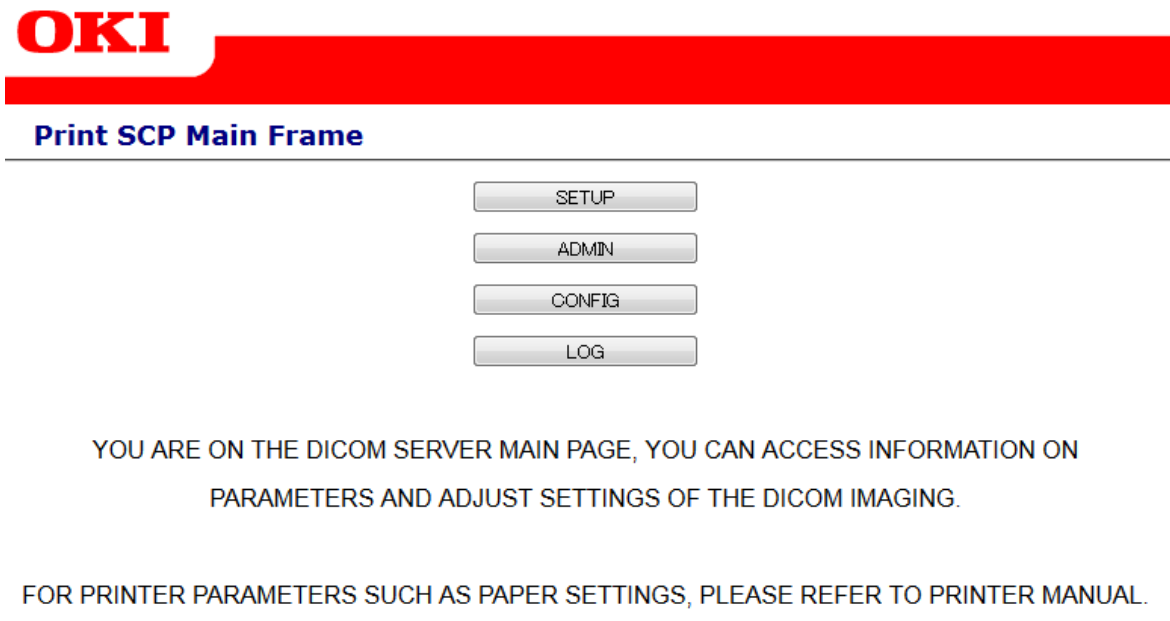 OKI
Print SCP Main Frame
SETUP
ADMIN
CONFIG
LOG
YOU ARE ON THE DICOM SERVER MAIN PAGE, YOU CAN ACCESS INFORMATION ON
PARAMETERS AND ADJUST SETTINGS OF THE DICOM IMAGING.
FOR PRINTER PARAMETERS SUCH AS PAPER SETTINGS, PLEASE REFER TO PRINTER MANUAL.